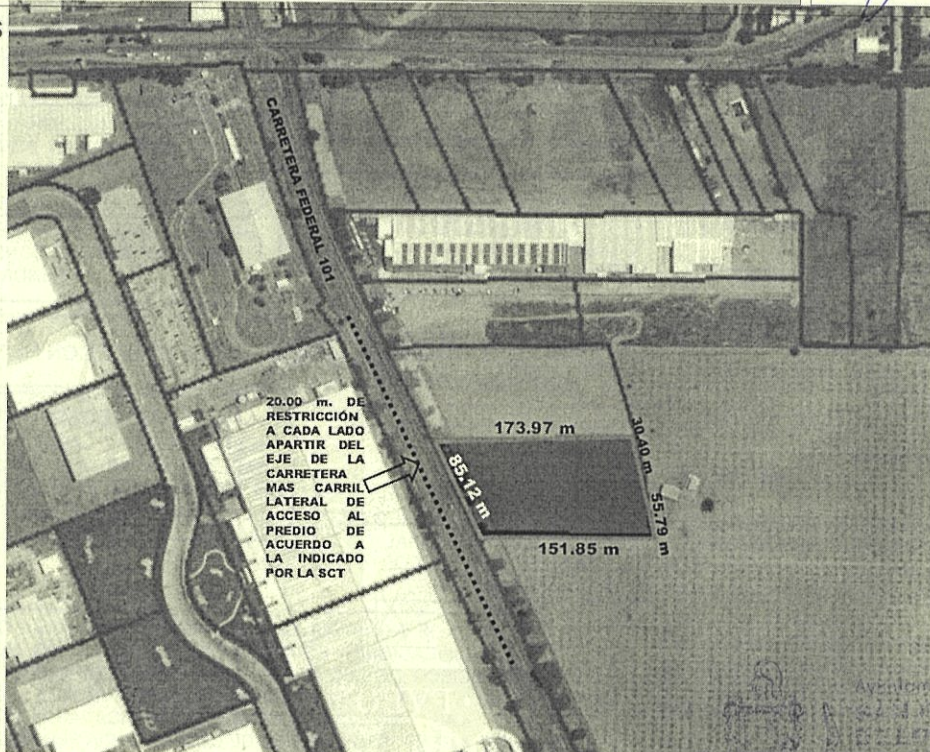 CARRETERA FEDERAL 101
20.00 m. DE
RESTRICCIÓN
A CADA LADO
APARTIR DEL
EJE DE LA
CARRETERA
MAS CARRIL
LATERAL DE
ACCESO AL
PREDIO DE
ACUERDO A
LA INDICADO
POR LA SCT
173.97 m
85.12 m
30.40 m
55.79 m
151.85 m